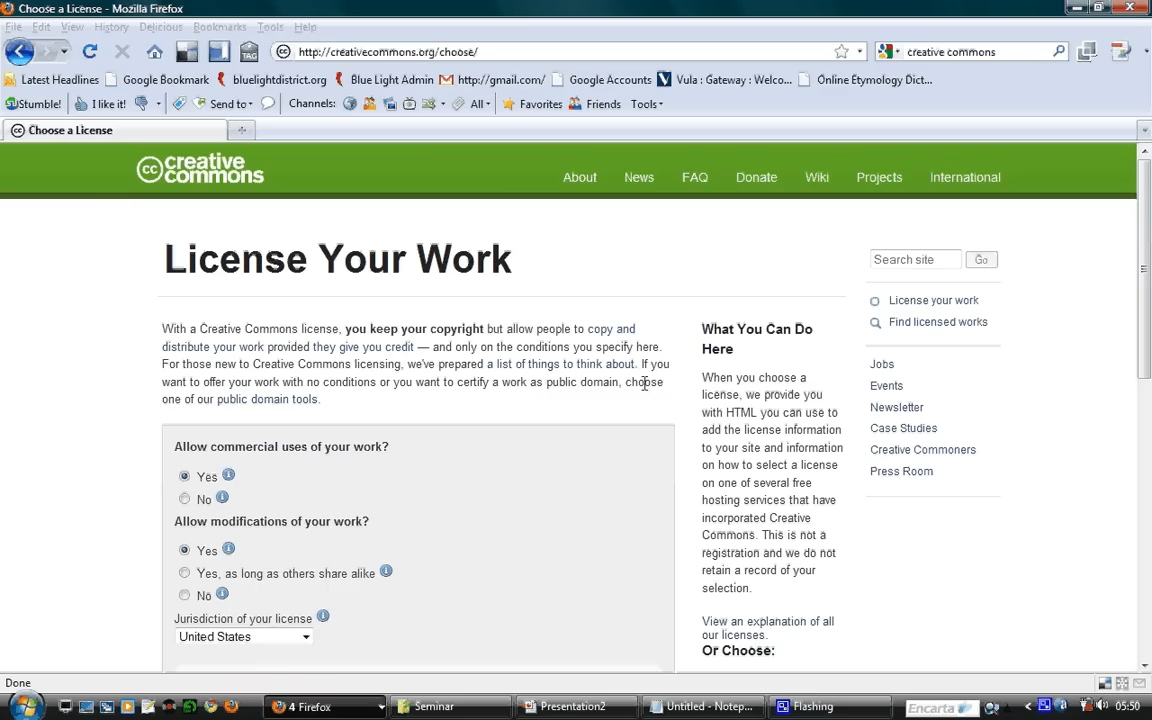 Choose a License - Mozilla Firefox
File Edit View History Delicious Bookmarks Tools Help
TAG
http://creativecommons.org/choose/
creative commons
Latest Headlines Google Bookmark bluelightdistrict.org Blue Light Admin http://gmail.com/ Google Accounts Vula : Gateway : Welco... Online Etymology Dict...
StumbIe! I like it! Send to Channels: All Favorites Friends Tools
Choose a License
creative commons
About News FAQ Donate Wiki Projects International
License Your Work
With a Creative Commons license, you keep your copyright but allow people to copy and
distribute your work provided they give you credit — and only on the conditions you specify here.
For those new to Creative Commons licensing, we've prepared a list of things to think about. If you
want to offer your work with no conditions or you want to certify a work as public domain, choose
one of our public domain tools.
Allow commercial uses of your work?
Yes
No
Allow modifications of your work?
Yes
Yes, as long as others share alike
No
Jurisdiction of your license
United States
What You Can Do
Here
When you choose a
license, we provide you
with HTML you can use to
add the license information
to your site and information
on how to select a license
on one of several free
hosting services that have
incorporated Creative
Commons. This is not a
registration and we do not
retain a record of your
selection.
View an explanation of all
our licenses.
Or Choose:
Search site Go
License your work
Find licensed works
Jobs
Events
Newsletter
Case Studies
Creative Commoners
Press Room
Done
4 Firefox Seminar Presentation2 Untitled - Notep... Flashing Encarta 05:50